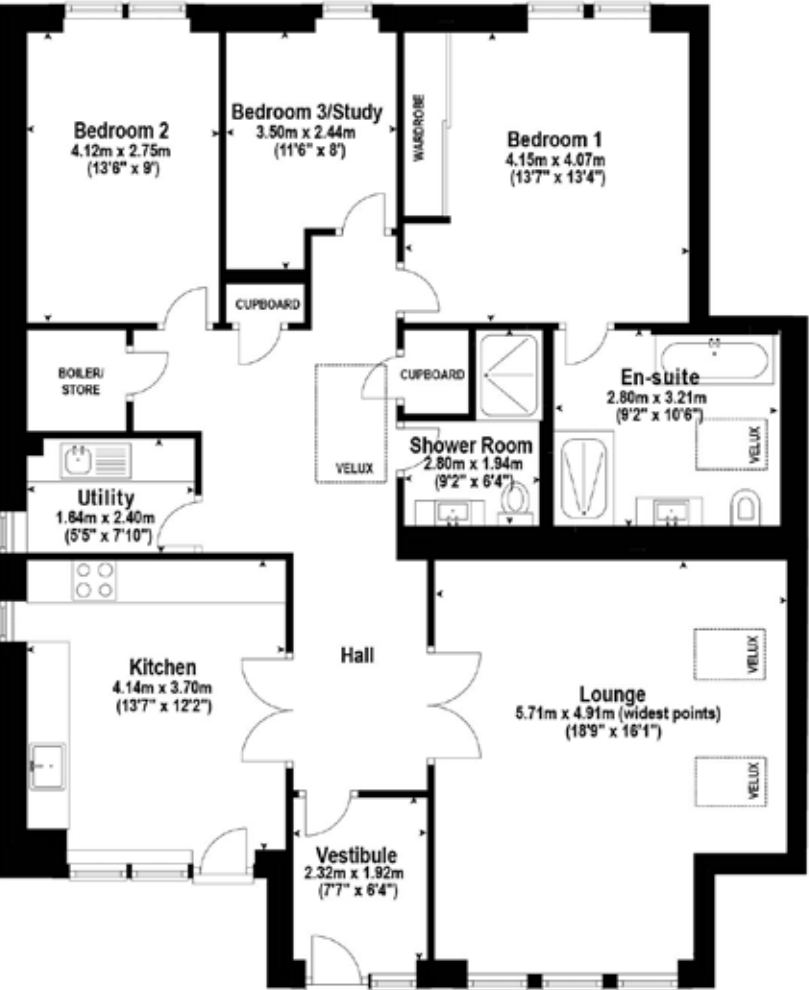 Bedroom 2
4.12m x 2.75m
(13'6" x 9')
Bedroom 3/Study
3.50m x 2.44m
(11'6" x 8')
WARDROBE
Bedroom 1
4.15m x 4.07m
(13'7" x 13'4")
CUPBOARD
BOILER/
STORE
CUPBOARD
En-suite
2.80m x 3.21m
(9'2" x 10'6")
VELUX
VELUX
Shower Room
2.80m x 1.94m
(9'2" x 6'4")
Utility
1.64m x 2.40m
(5'5" x 7'10")
Kitchen
4.14m x 3.70m
(13'7" x 12'2")
Hall
VELUX
Lounge
5.71m x 4.91m (widest points)
(18'9" x 16'1")
VELUX
Vestibule
2.32m x 1.92m
(7'7" x 6'4")